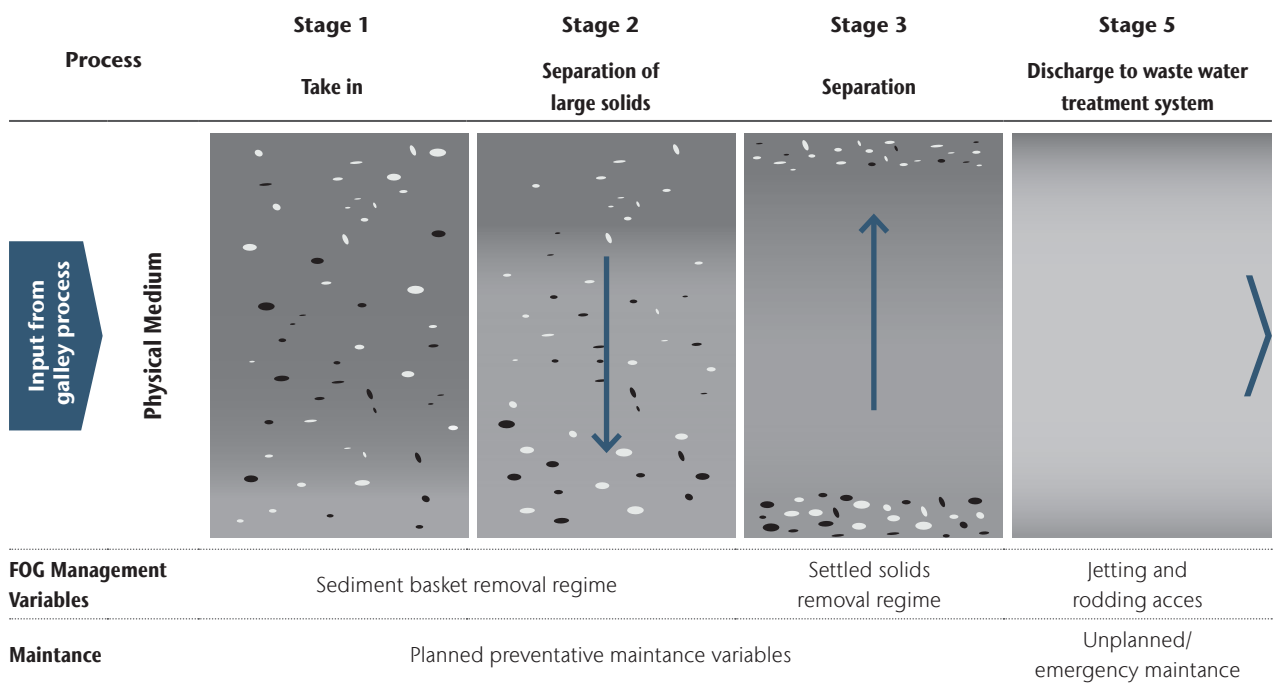 Process
Stage 1
Take in
Stage 2
Separation of
large solids
Stage 3
Separation
Stage 5
Discharge to waste water
treatment system
Input from
galley process
Physical Medium
FOG Management
Variables
Sediment basket removal regime
Settled solids
removal regime
Jetting and
rodding acces
Maintance
Planned preventative maintenance variables
Unplanned/
emergency maintance